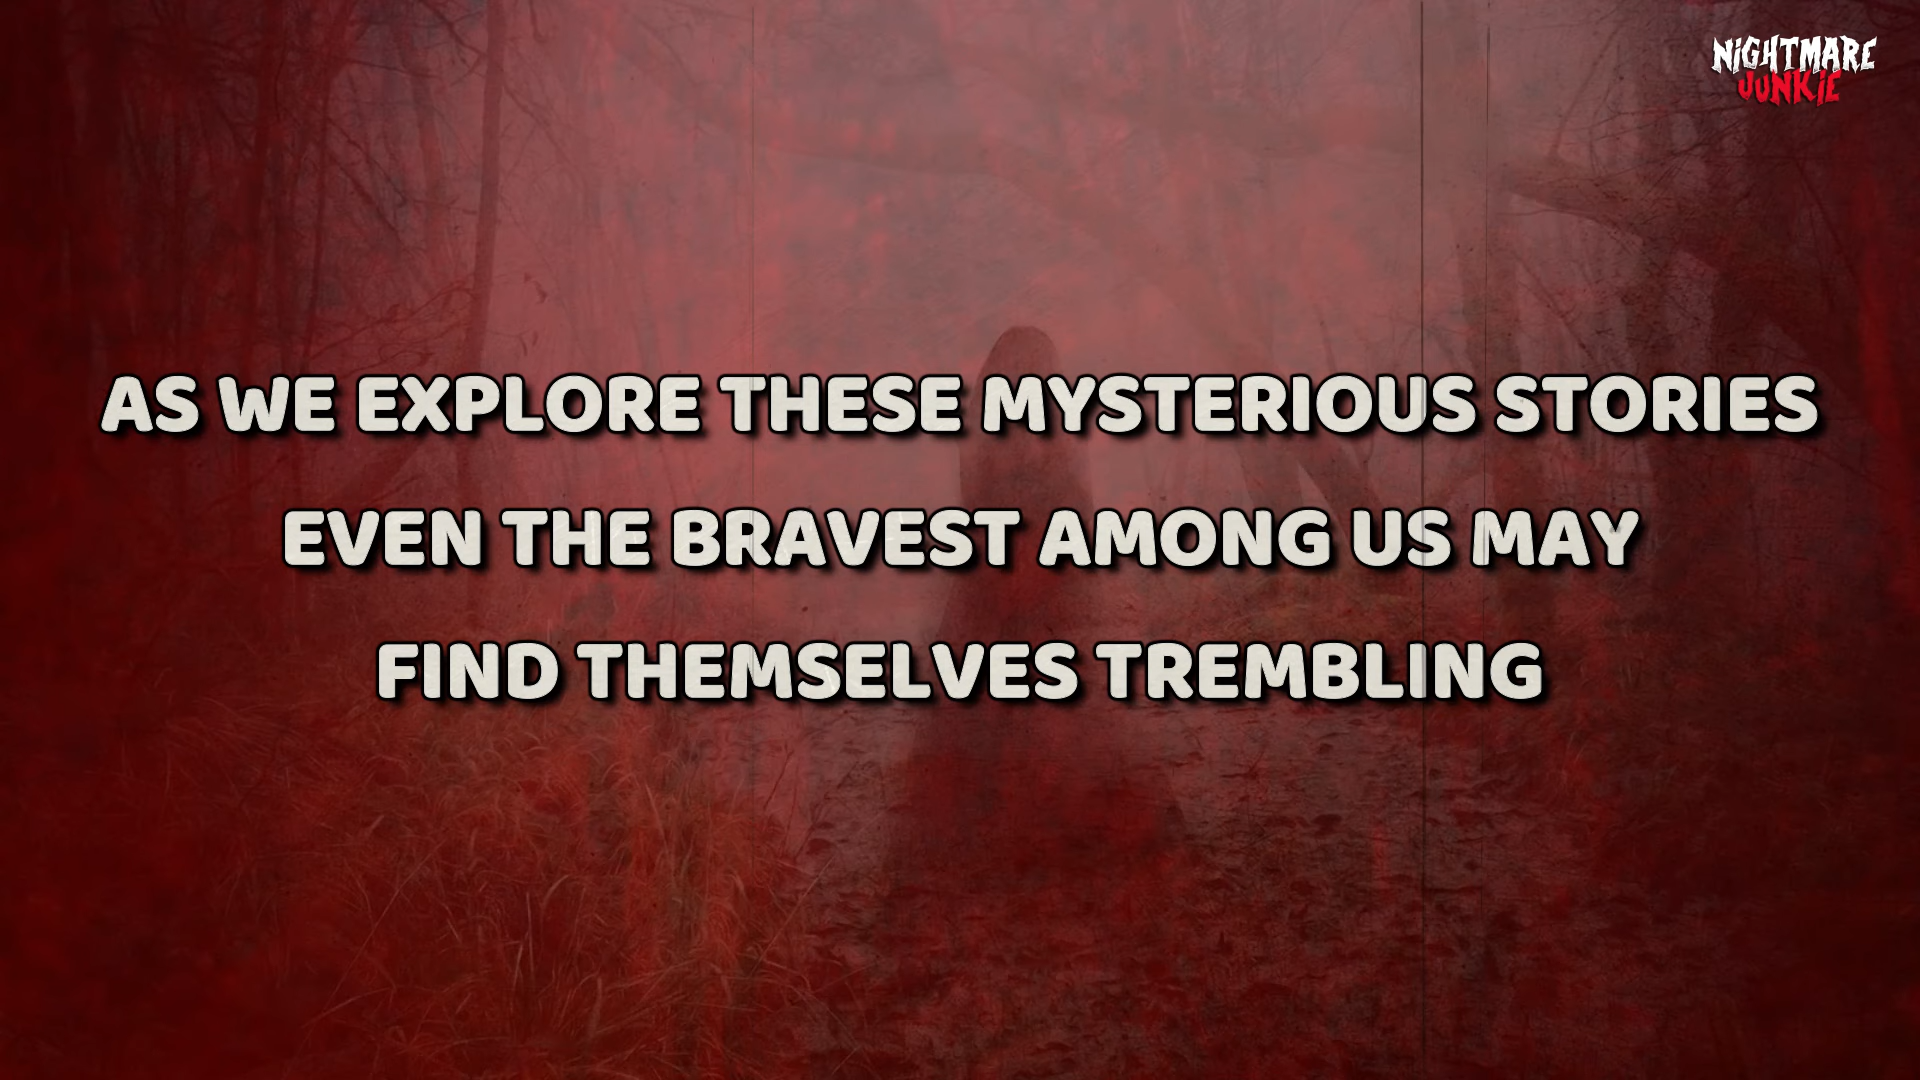 NIGHTMARE
JUNKIE
AS WE EXPLORE THESE MYSTERIOUS STORIES
EVEN THE BRAVEST AMONG US MAY
FIND THEMSELVES TREMBLING